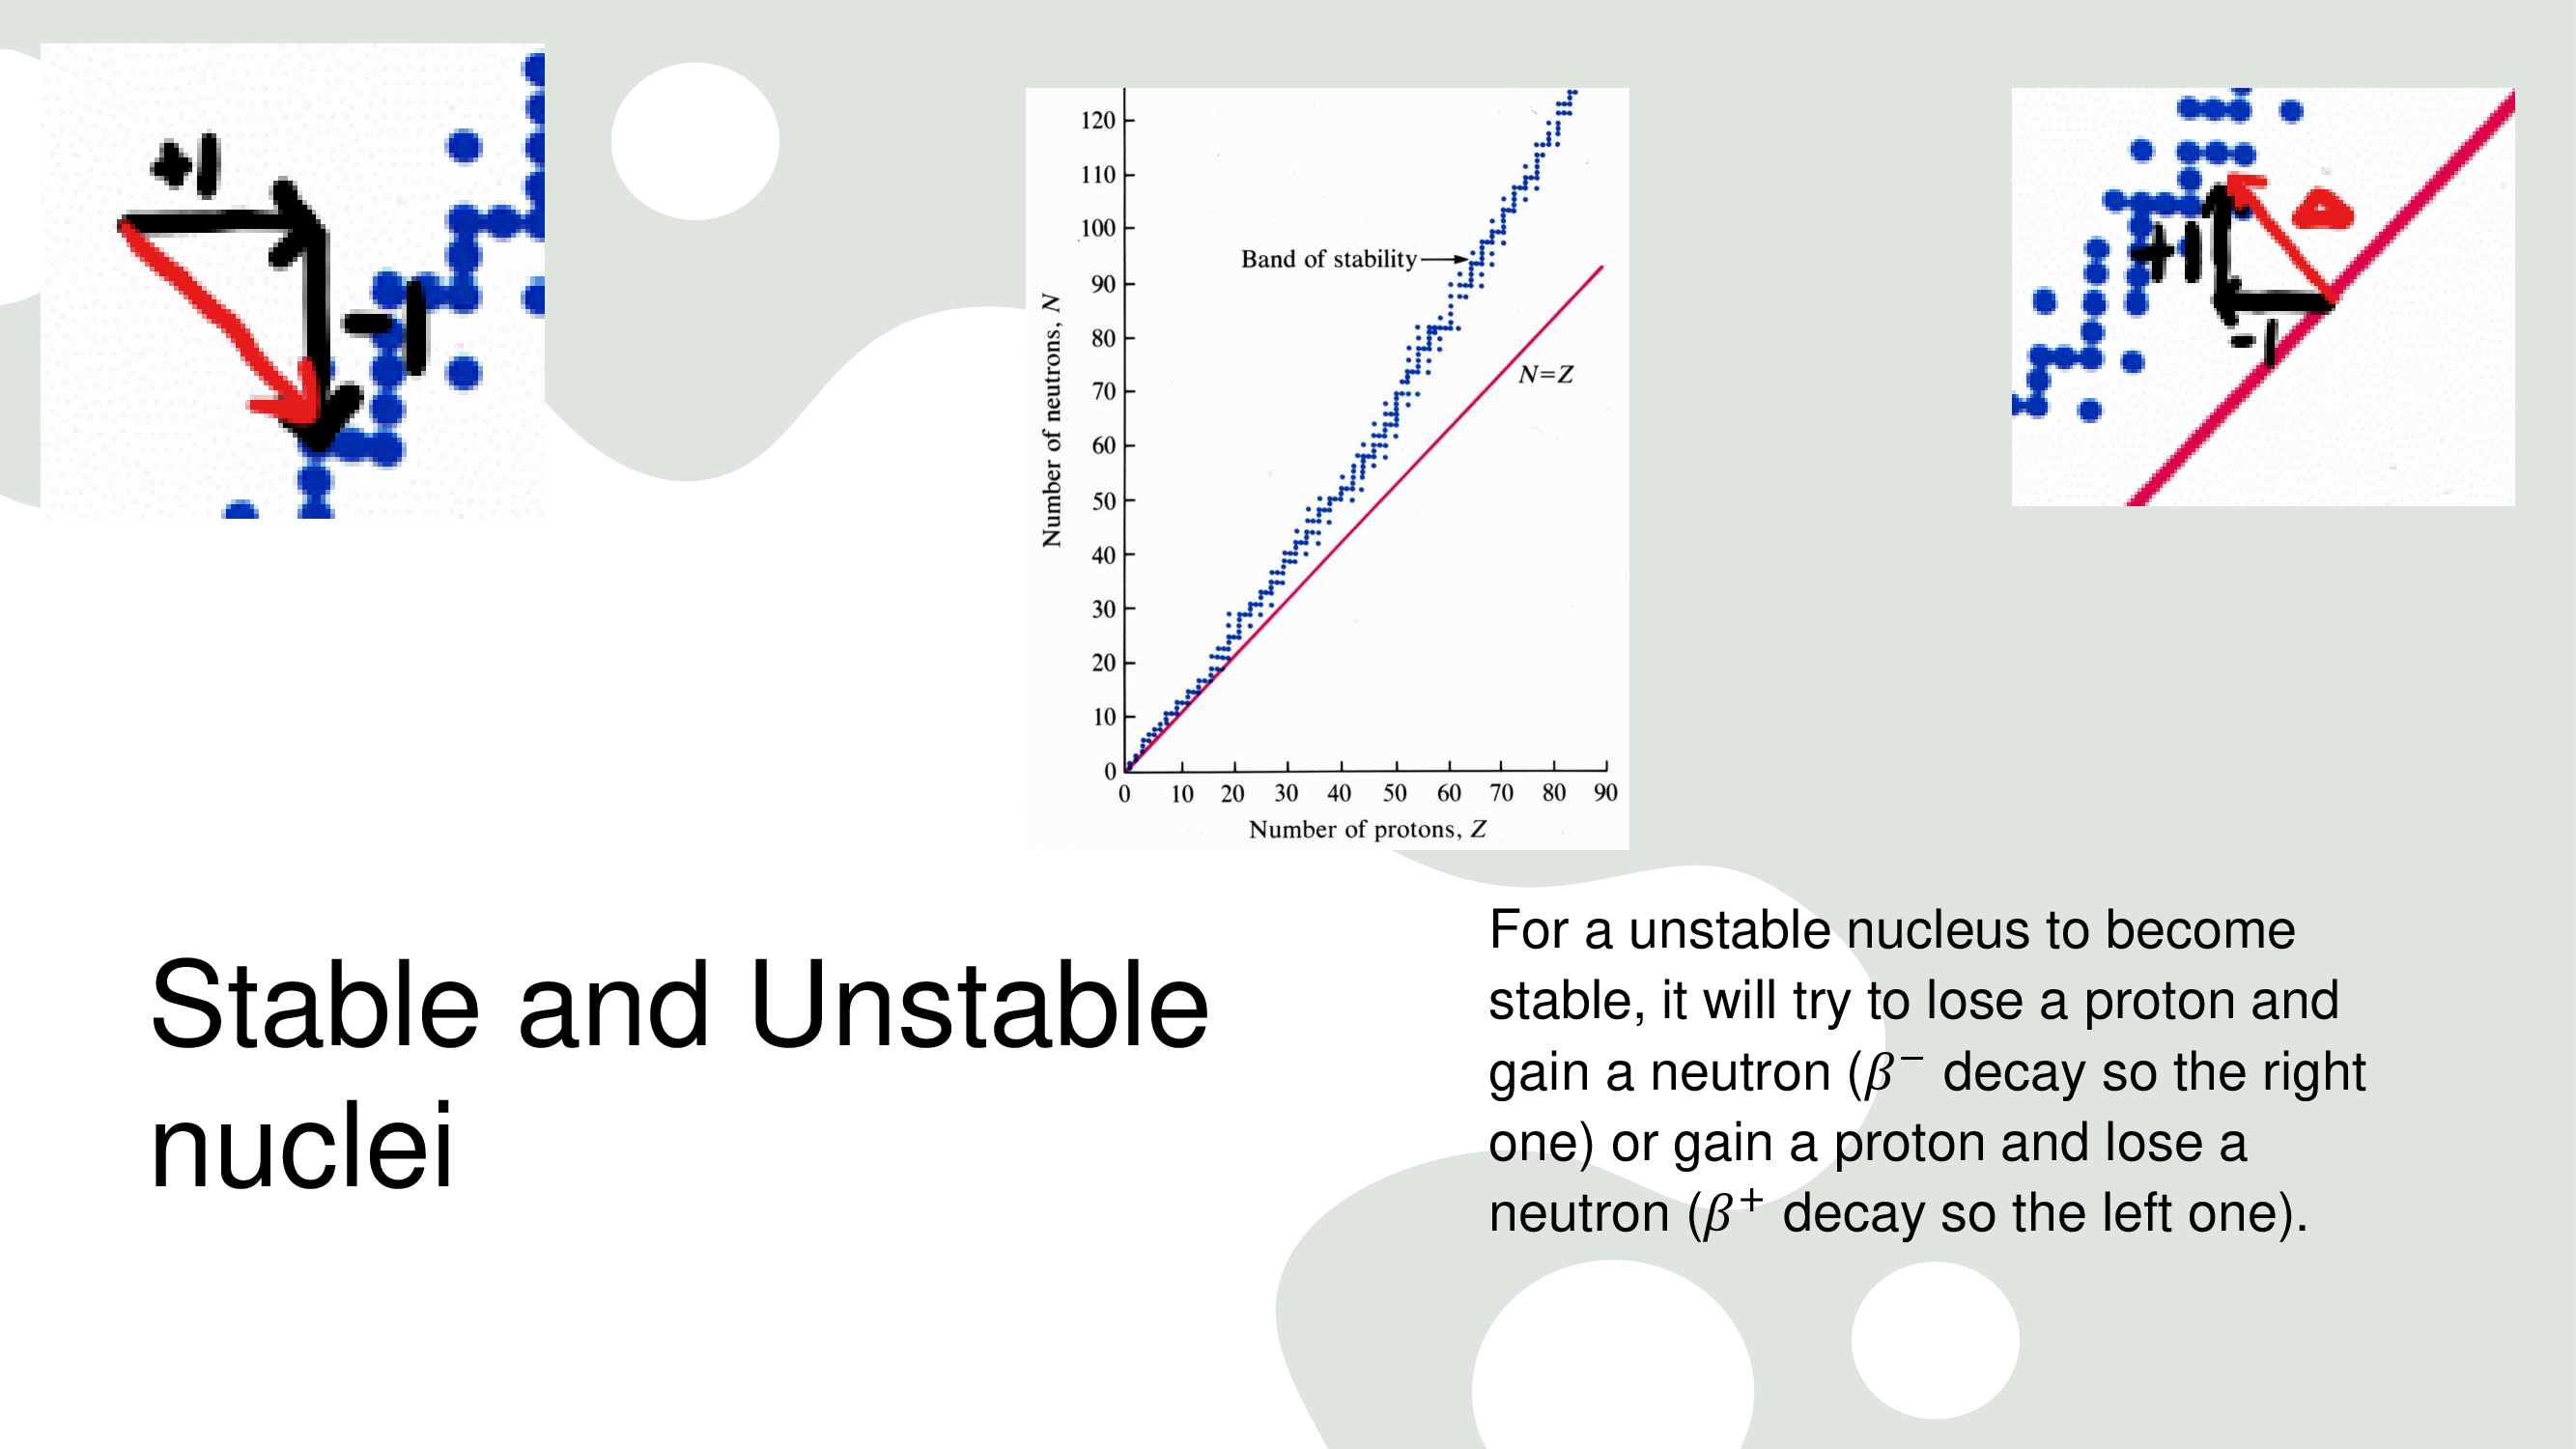 +1
-1
120
110
100
90
80
70
60
50
40
30
20
10
0
Number of neutrons, N
Band of stability
N=Z
0 10 20 30 40 50 60 70 80 90
Number of protons, Z
+1
-1
Stable and Unstable
nuclei
For a unstable nucleus to become
stable, it will try to lose a proton and
gain a neutron (β⁻ decay so the right
one) or gain a proton and lose a
neutron (β⁺ decay so the left one).